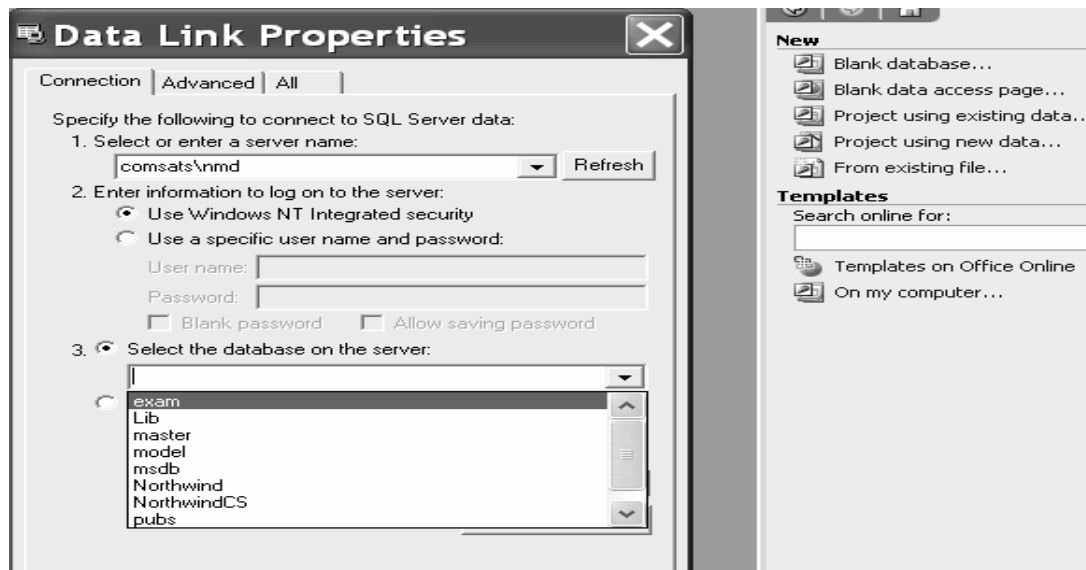 Data Link Properties
Connection
Advanced
All
Specify the following to connect to SQL Server data:
1. Select or enter a server name:
comsats\nmd
Refresh
2. Enter information to log on to the server:
Use Windows NT Integrated security
Use a specific user name and password:
User name:
Password:
Blank password
Allow saving password
3. Select the database on the server:
exam
Lib
master
model
msdb
Northwind
NorthwindCS
pubs
New
Blank database...
Blank data access page...
Project using existing data..
Project using new data...
From existing file...
Templates
Search online for:
Templates on Office Online
On my computer...